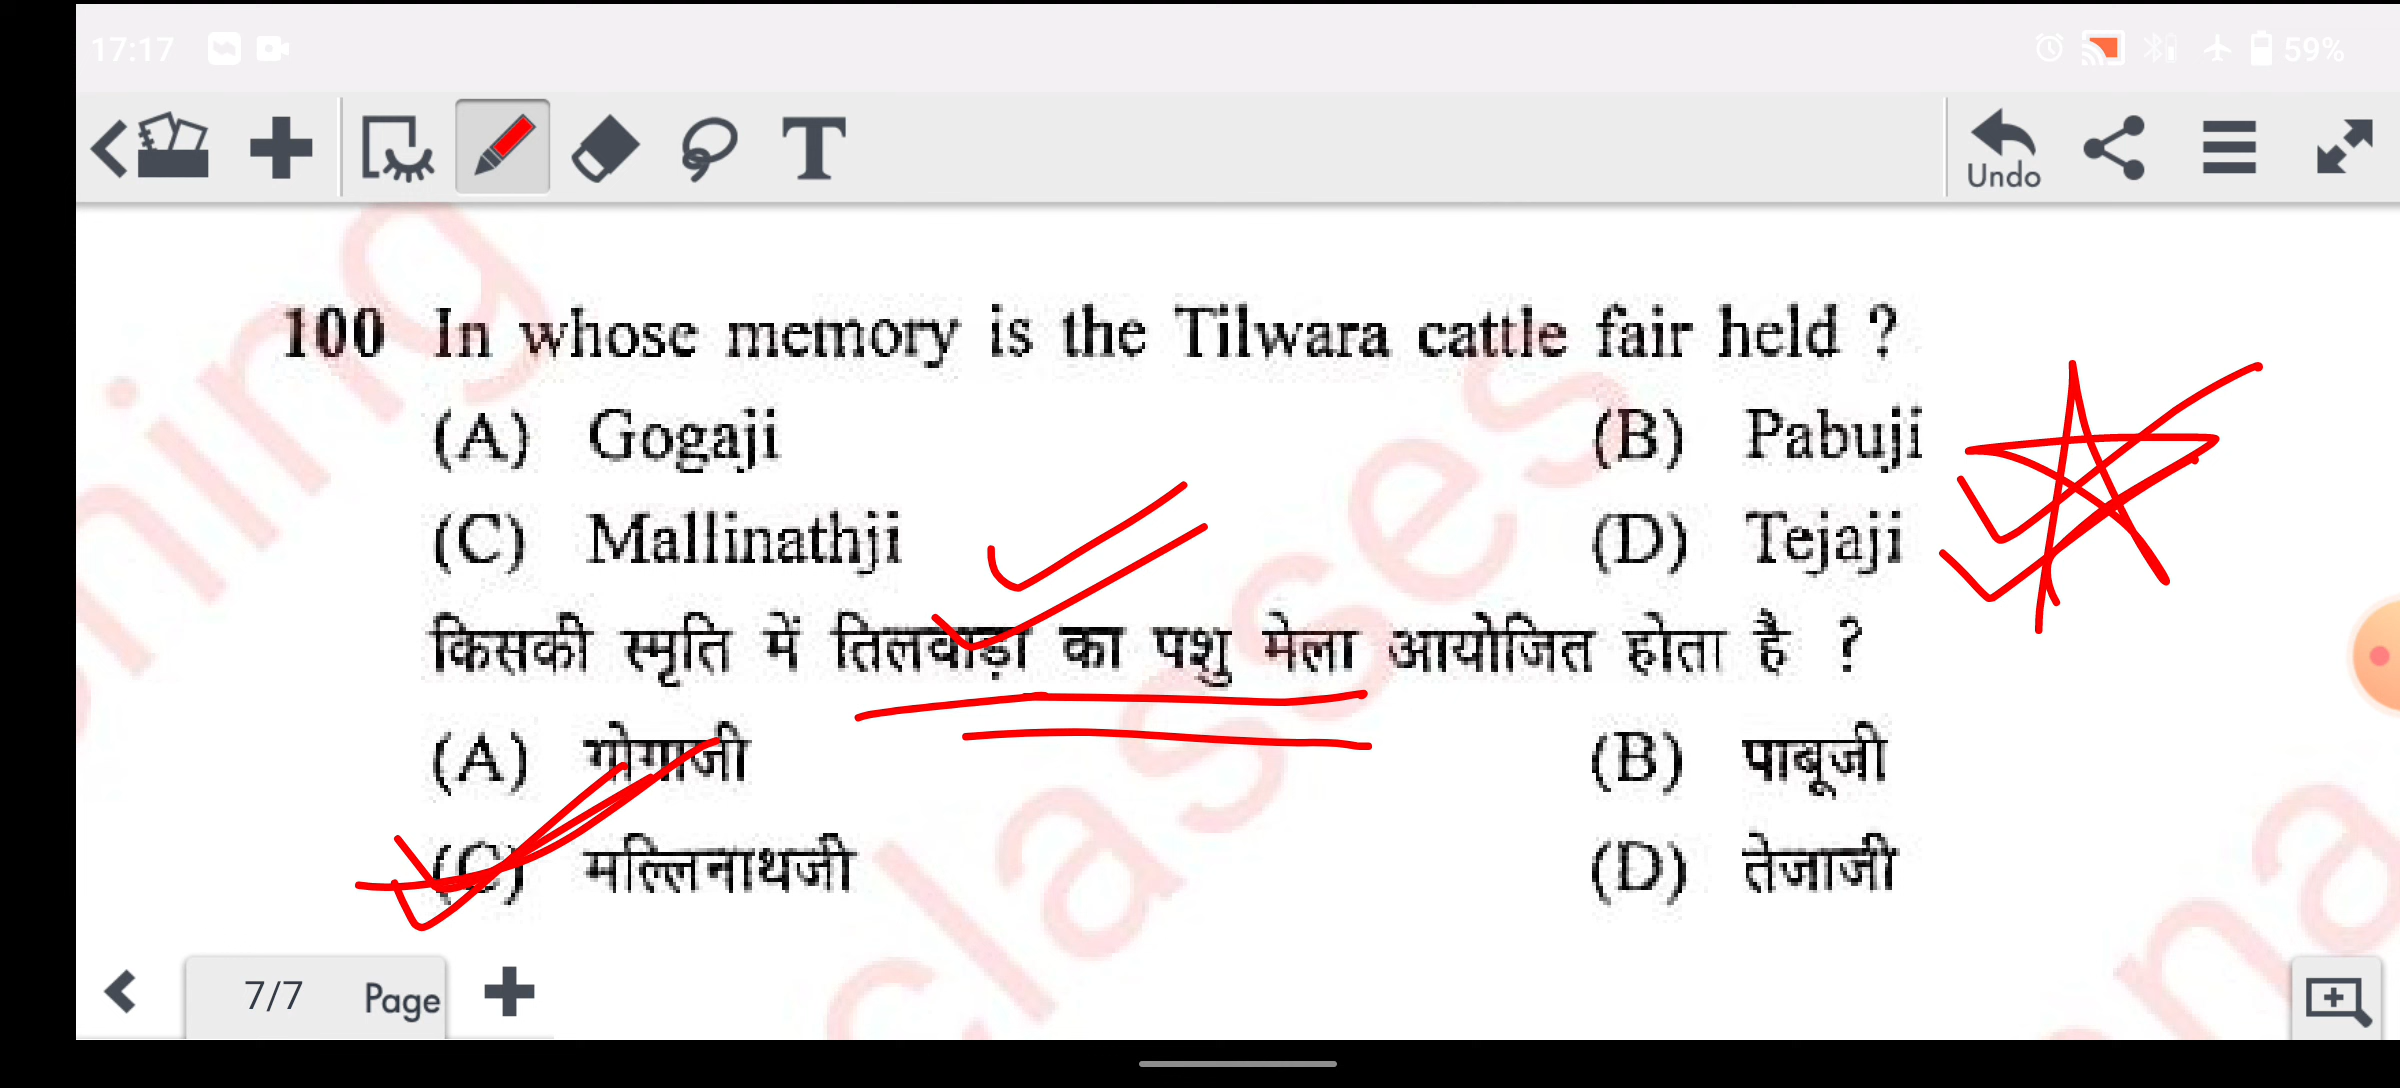 17:17 59%
Undo
100 In whose memory is the Tilwara cattle fair held ?
(A) Gogaji (B) Pabuji
(C) Mallinathji (D) Tejaji
किसकी स्मृति में तिलवाड़ा का पशु मेला आयोजित होता है ?
(A) गोगाजी (B) पाबूजी
(C) मल्लिनाथजी (D) तेजाजी
7/7 Page
classes